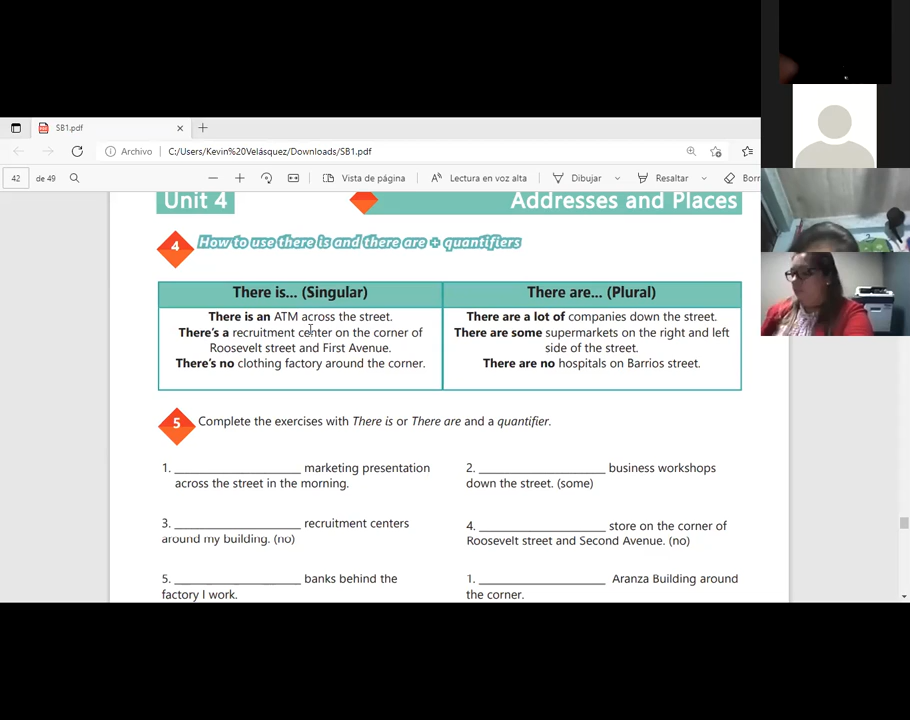 SB1.pdf
Archivo
C:/Users/Kevin%20Velásquez/Downloads/SB1.pdf
42
de 49
Vista de página
Lectura en voz alta
Dibujar
Resaltar
Borr
Unit 4
Addresses and Places
4
How to use there is and there are + quantifiers
There is... (Singular)
There is an ATM across the street.
There's a recruitment center on the corner of
Roosevelt street and First Avenue.
There's no clothing factory around the corner.
There are... (Plural)
There are a lot of companies down the street.
There are some supermarkets on the right and left
side of the street.
There are no hospitals on Barrios street.
5
Complete the exercises with There is or There are and a quantifier.
1. ____________________ marketing presentation
across the street in the morning.
2. ____________________ business workshops
down the street. (some)
3. ____________________ recruitment centers
around my building. (no)
4. ____________________ store on the corner of
Roosevelt street and Second Avenue. (no)
5. ____________________ banks behind the
factory I work.
1. ____________________ Aranza Building around
the corner.